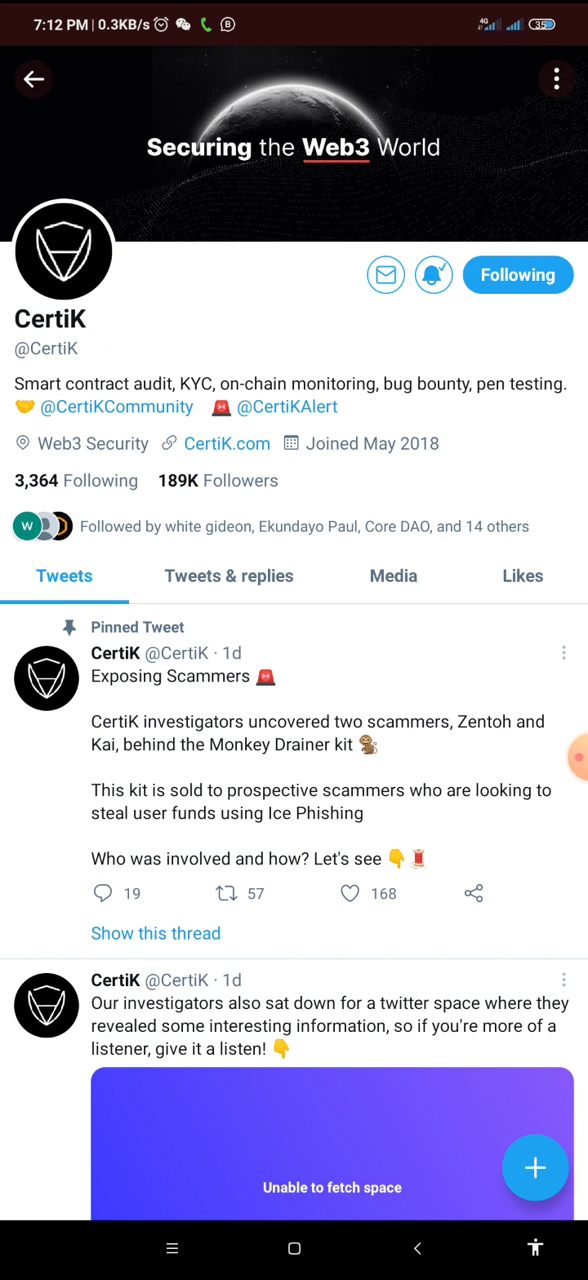 7:12 PM | 0.3KB/s
4G
35
Securing the Web3 World
Following
CertiK
@CertiK
Smart contract audit, KYC, on-chain monitoring, bug bounty, pen testing.
🤝 @CertiKCommunity 🚨 @CertiKAlert
Web3 Security CertiK.com Joined May 2018
3,364 Following 189K Followers
W
Followed by white gideon, Ekundayo Paul, Core DAO, and 14 others
Tweets Tweets & replies Media Likes
Pinned Tweet
CertiK @CertiK · 1d
Exposing Scammers 🚨
CertiK investigators uncovered two scammers, Zentoh and
Kai, behind the Monkey Drainer kit 🐒
This kit is sold to prospective scammers who are looking to
steal user funds using Ice Phishing
Who was involved and how? Let's see 👇 🧵
19 57 168
Show this thread
CertiK @CertiK · 1d
Our investigators also sat down for a twitter space where they
revealed some interesting information, so if you're more of a
listener, give it a listen! 👇
Unable to fetch space